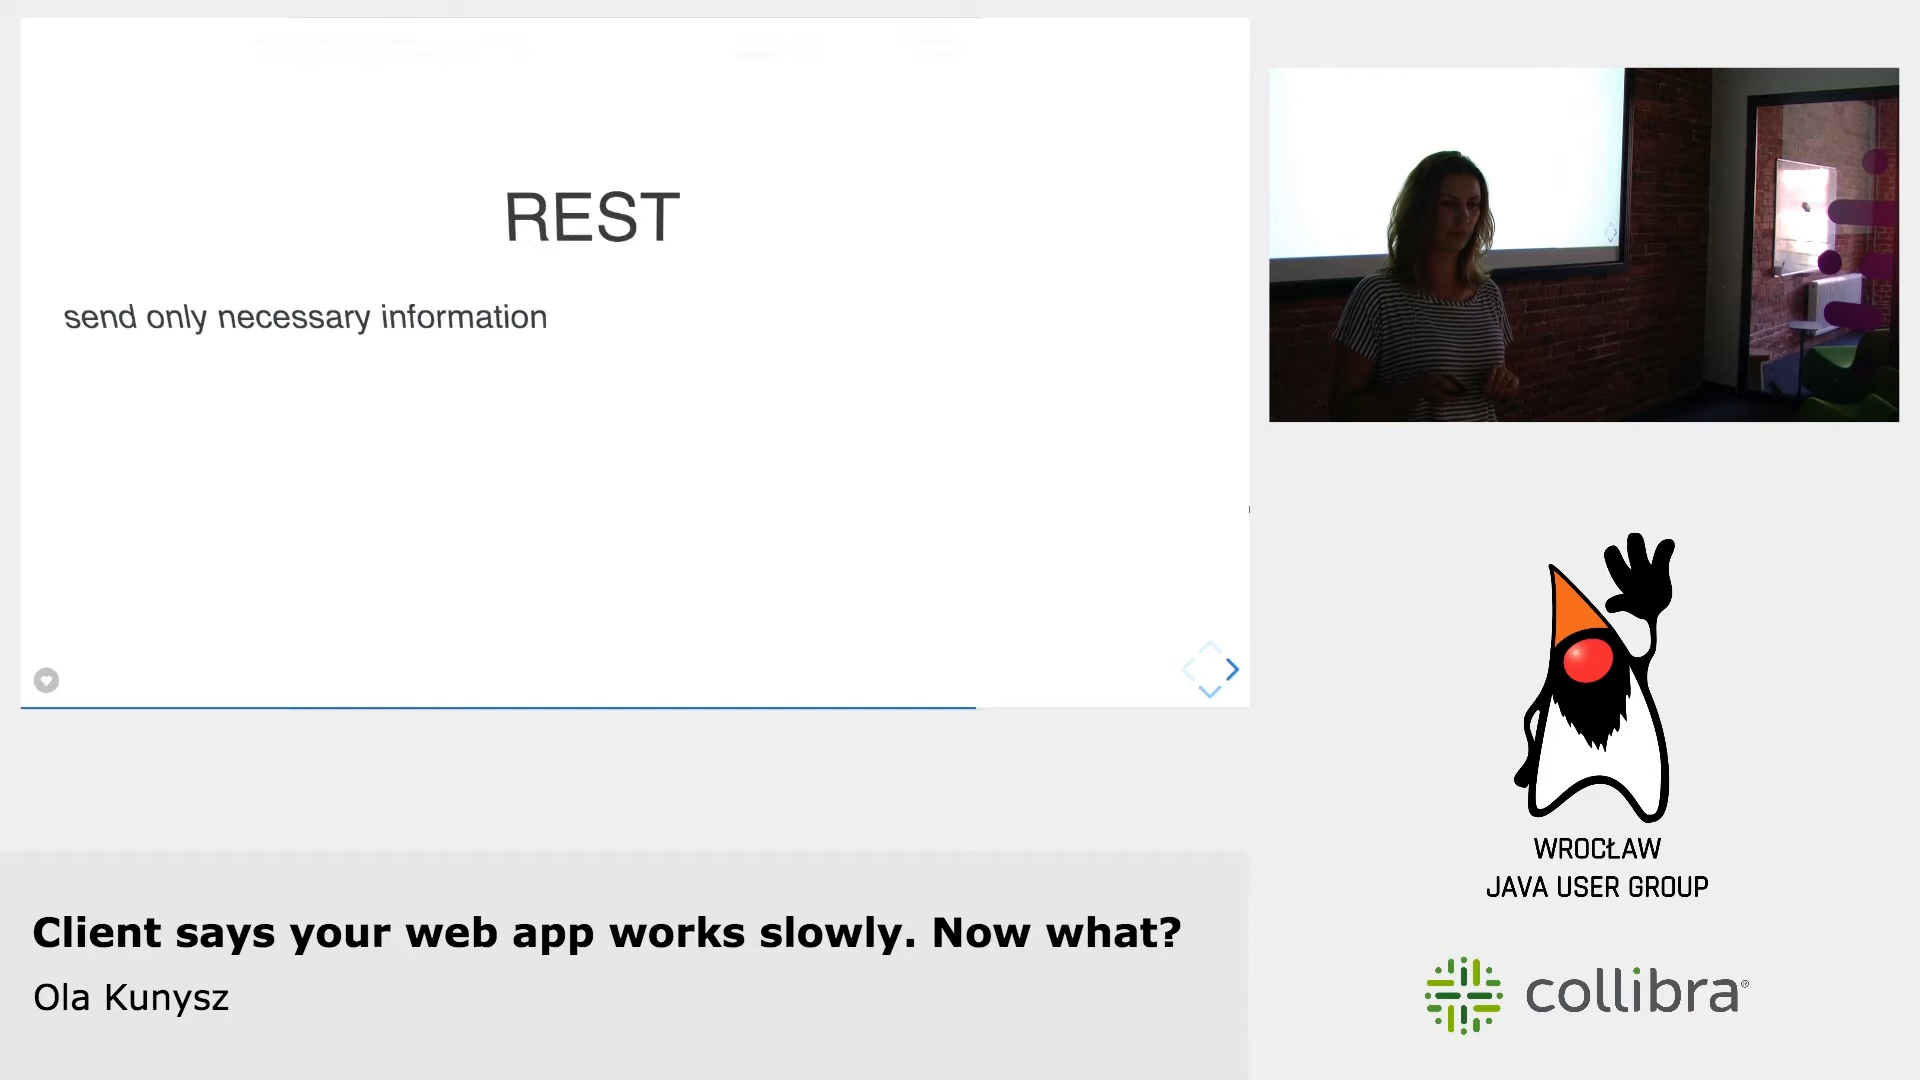 REST
send only necessary information
Client says your web app works slowly. Now what?
Ola Kunysz
WROCŁAW
JAVA USER GROUP
collibra®